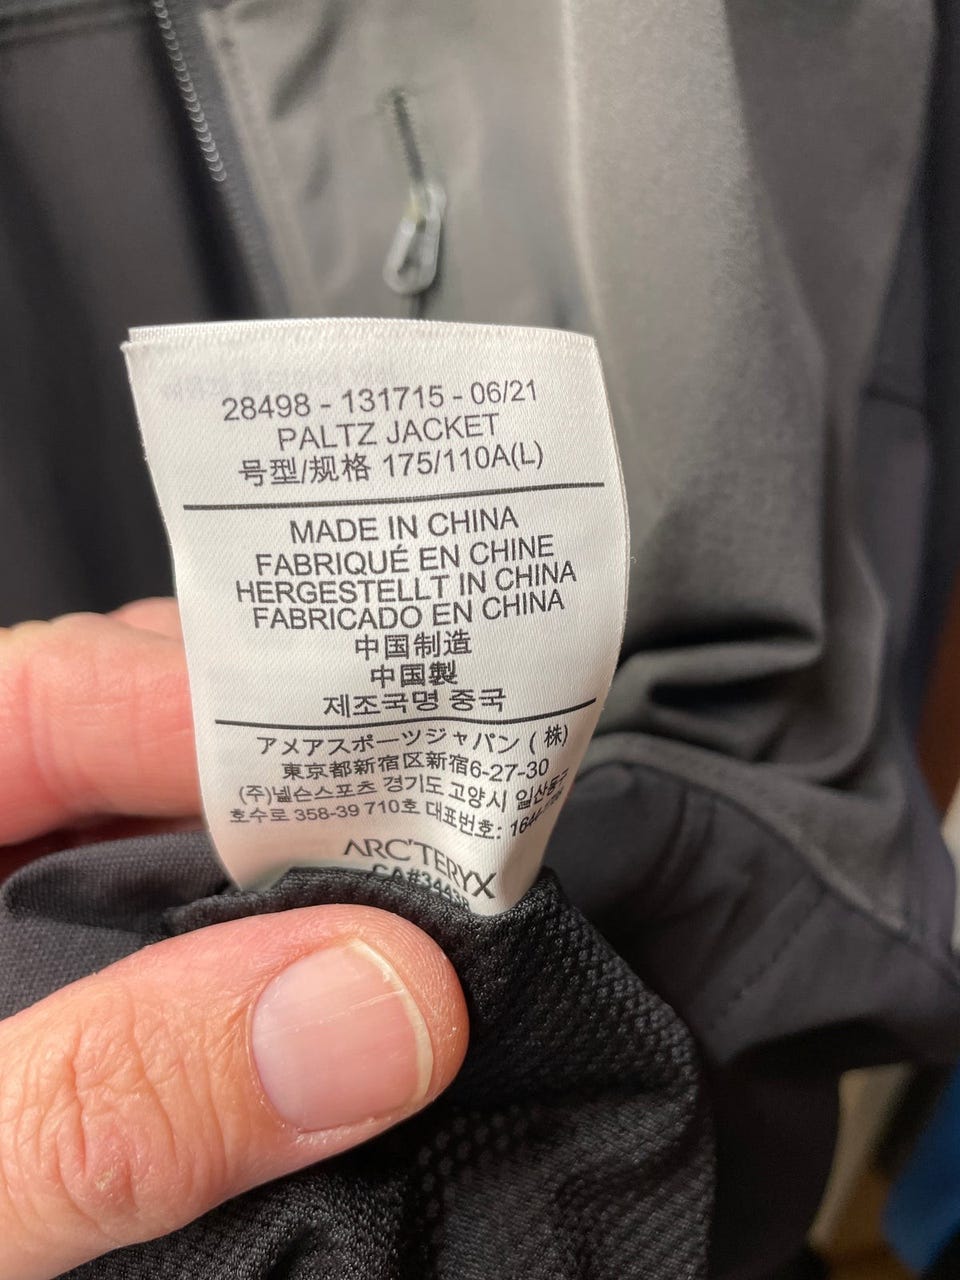 28498 - 131715 - 06/21
PALTZ JACKET
号型/规格 175/110A(L)
MADE IN CHINA
FABRIQUÉ EN CHINE
HERGESTELLT IN CHINA
FABRICADO EN CHINA
中国制造
中国製
제조국명 중국
アメアスポーツジャパン ( 株)
東京都新宿区新宿6-27-30
(주)넬슨스포츠 경기도 고양시 일산동구
호수로 358-39 710호 대표번호:
ARC'TERYX